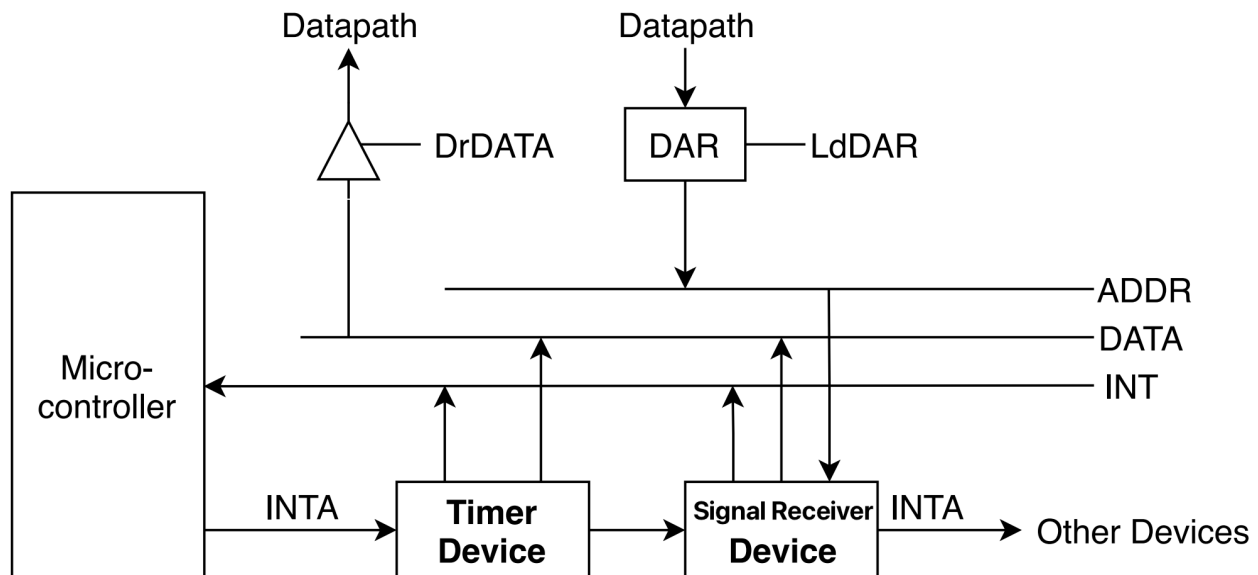 Datapath
Datapath
DrDATA
DAR
LdDAR
ADDR
DATA
INT
Micro-
controller
INTA
Timer
Device
Signal Receiver
Device
INTA
Other Devices